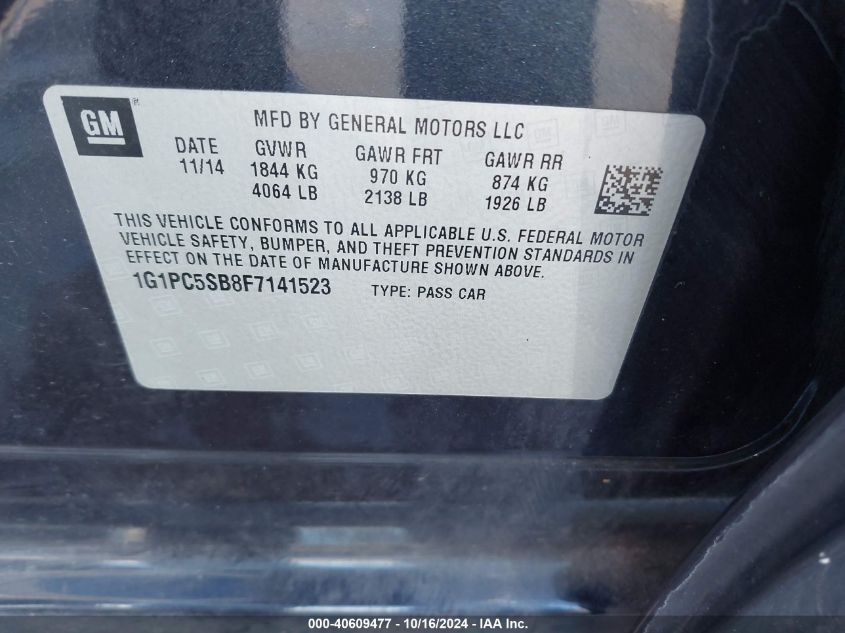 GM
MFD BY GENERAL MOTORS LLC
DATE GVWR GAWR FRT GAWR RR
11/14 1844 KG 970 KG 874 KG
4064 LB 2138 LB 1926 LB
THIS VEHICLE CONFORMS TO ALL APPLICABLE U.S. FEDERAL MOTOR
VEHICLE SAFETY, BUMPER, AND THEFT PREVENTION STANDARDS IN
EFFECT ON THE DATE OF MANUFACTURE SHOWN ABOVE.
1G1PC5SB8F7141523 TYPE: PASS CAR
000-40609477 - 10/16/2024 - IAA Inc.